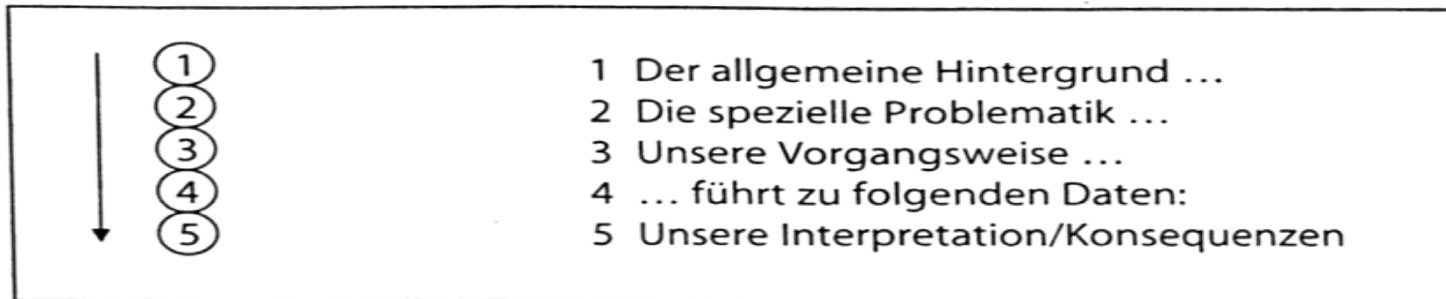 1 1 Der allgemeine Hintergrund …
2 2 Die spezielle Problematik …
3 3 Unsere Vorgangsweise …
4 4 … führt zu folgenden Daten:
5 5 Unsere Interpretation/Konsequenzen